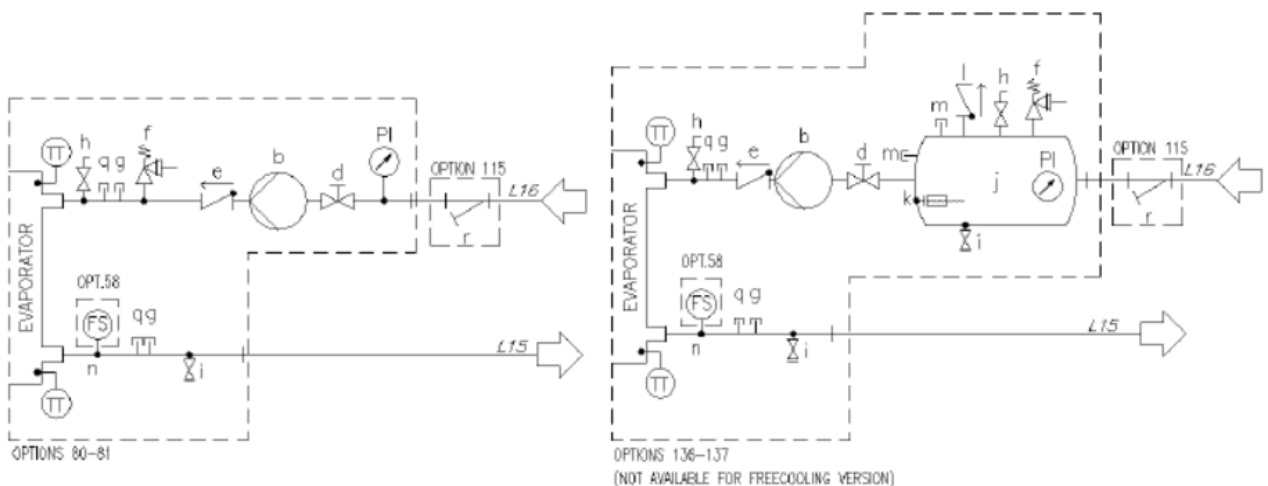 TT
h
q g
f
e
b
d
PI
OPTION 115
L16
r
EVAPORATOR
OPT.58
FS
n
q g
i
L15
TT
OPTIONS 80-81
TT
h
q g
e
b
d
m
m
l
h
f
PI
j
k
i
OPTION 115
L16
r
EVAPORATOR
OPT.58
FS
n
q g
i
L15
TT
OPTIONS 136-137
(NOT AVAILABLE FOR FREECOOLING VERSION)